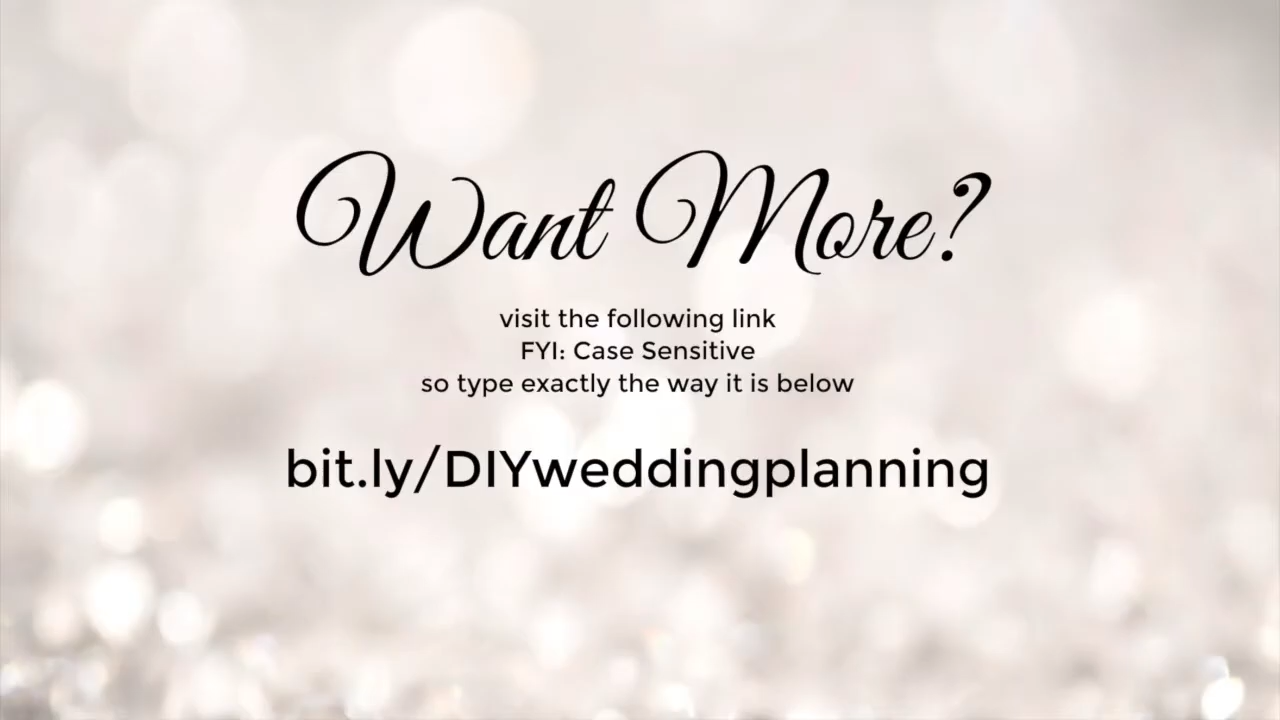 Want More?
visit the following link
FYI: Case Sensitive
so type exactly the way it is below
bit.ly/DIYweddingplanning